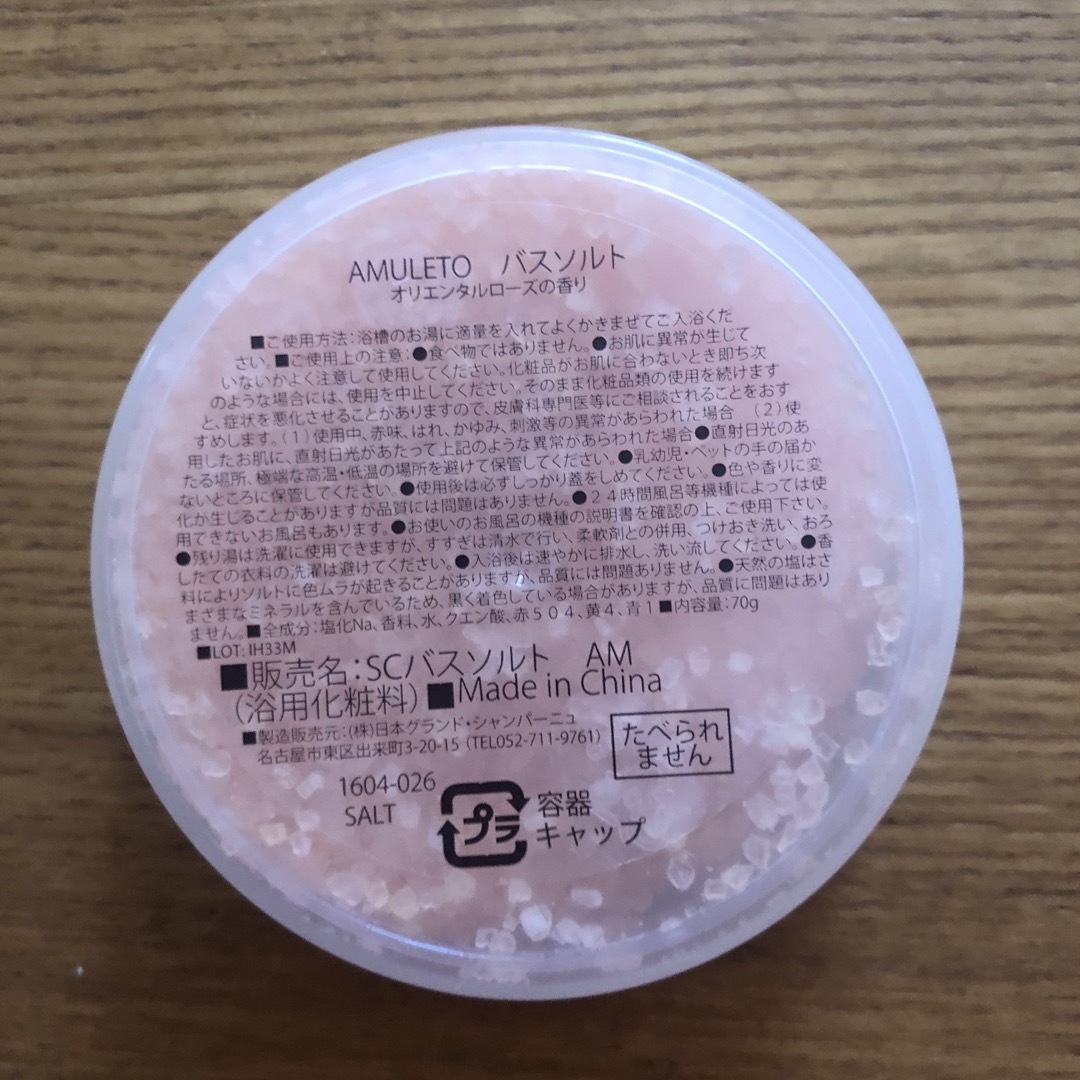 AMULETO　バスソルト
オリエンタルローズの香り
■ご使用方法：浴槽のお湯に適量を入れてよくかきまぜてご入浴くだ
さい。■ご使用上の注意：●食べ物ではありません。●お肌に異常が生じて
いないかよく注意して使用してください。化粧品がお肌に合わないとき即ち次
のような場合には、使用を中止してください。そのまま化粧品類の使用を続けます
と、症状を悪化させることがありますので、皮膚科専門医等にご相談されることをおす
すめします。（１）使用中、赤味、はれ、かゆみ、刺激等の異常があらわれた場合　（２）使
用したお肌に、直射日光があたって上記のような異常があらわれた場合●直射日光のあ
たる場所、極端な高温・低温の場所を避けて保管してください。●乳幼児・ペットの手の届か
ないところに保管してください。●使用後は必ずしっかり蓋をしめてください。●色や香りに変
化が生じることがありますが品質には問題はありません。●２４時間風呂等機種によっては使
用できないお風呂もあります。●お使いのお風呂の機種の説明書を確認の上、ご使用下さい。
●残り湯は洗濯に使用できますが、すすぎは清水で行い、柔軟剤との併用、つけおき洗い、おろ
したての衣料の洗濯は避けてください。●入浴後は速やかに排水し、洗い流してください。●香
料によりソルトに色ムラが起きることがありますが、品質には問題ありません。●天然の塩はさ
まざまなミネラルを含んでいるため、黒く着色している場合がありますが、品質に問題はあり
ません。■全成分：塩化Na、香料、水、クエン酸、赤５０４、黄４、青１■内容量：70g
■LOT: IH33M
■販売名：SCバスソルト　AM
（浴用化粧料）■Made in China
■製造販売元：(株)日本グランド・シャンパーニュ
名古屋市東区出来町3-20-15（TEL052-711-9761）
たべられ
ません
1604-026
SALT
プラ
容器
キャップ